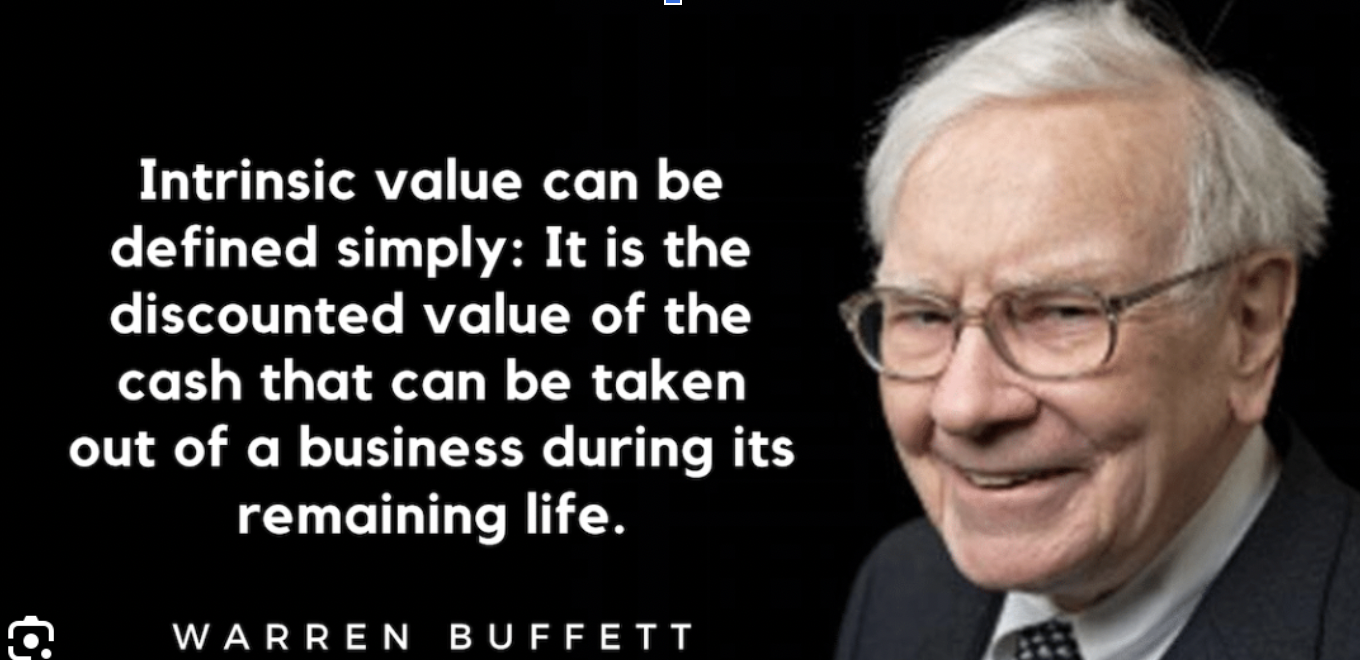 Intrinsic value can be
defined simply: It is the
discounted value of the
cash that can be taken
out of a business during its
remaining life.
WARREN BUFFETT